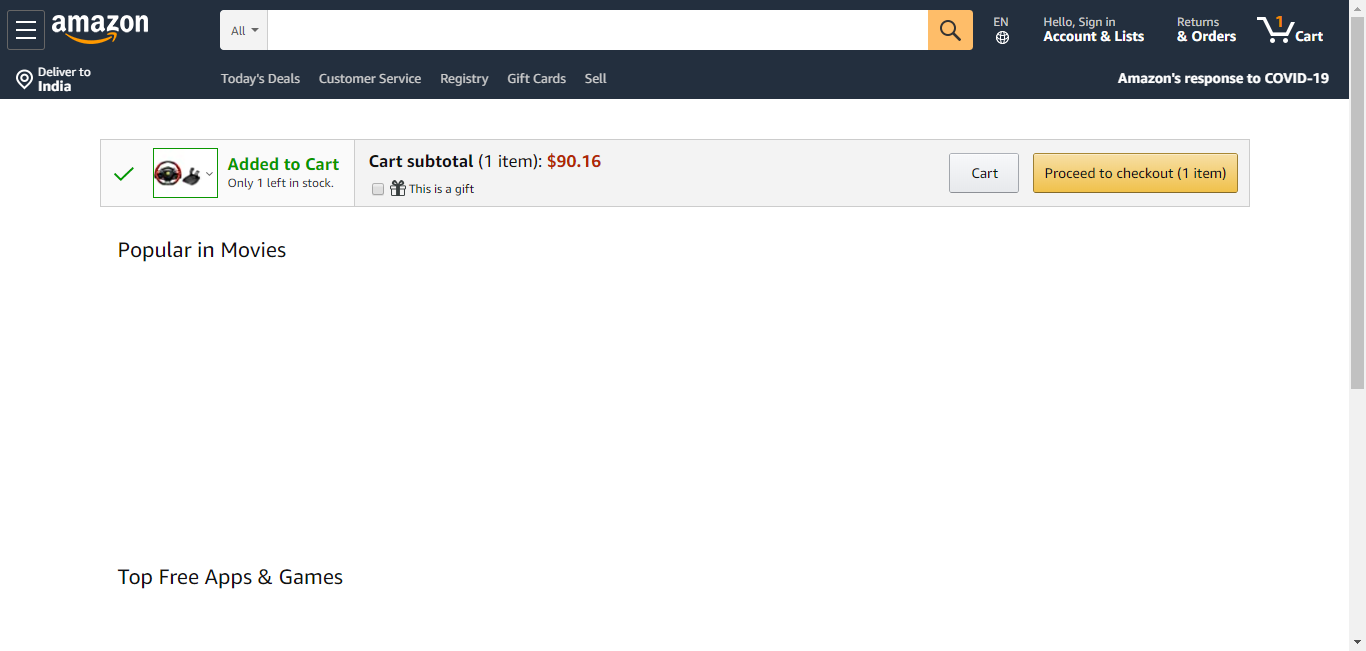 amazon
All
EN
Hello, Sign in
Account & Lists
Returns
& Orders
1
Cart
Deliver to
India
Today's Deals
Customer Service
Registry
Gift Cards
Sell
Amazon's response to COVID-19
Added to Cart
Only 1 left in stock.
Cart subtotal (1 item): $90.16
This is a gift
Cart
Proceed to checkout (1 item)
Popular in Movies
Top Free Apps & Games